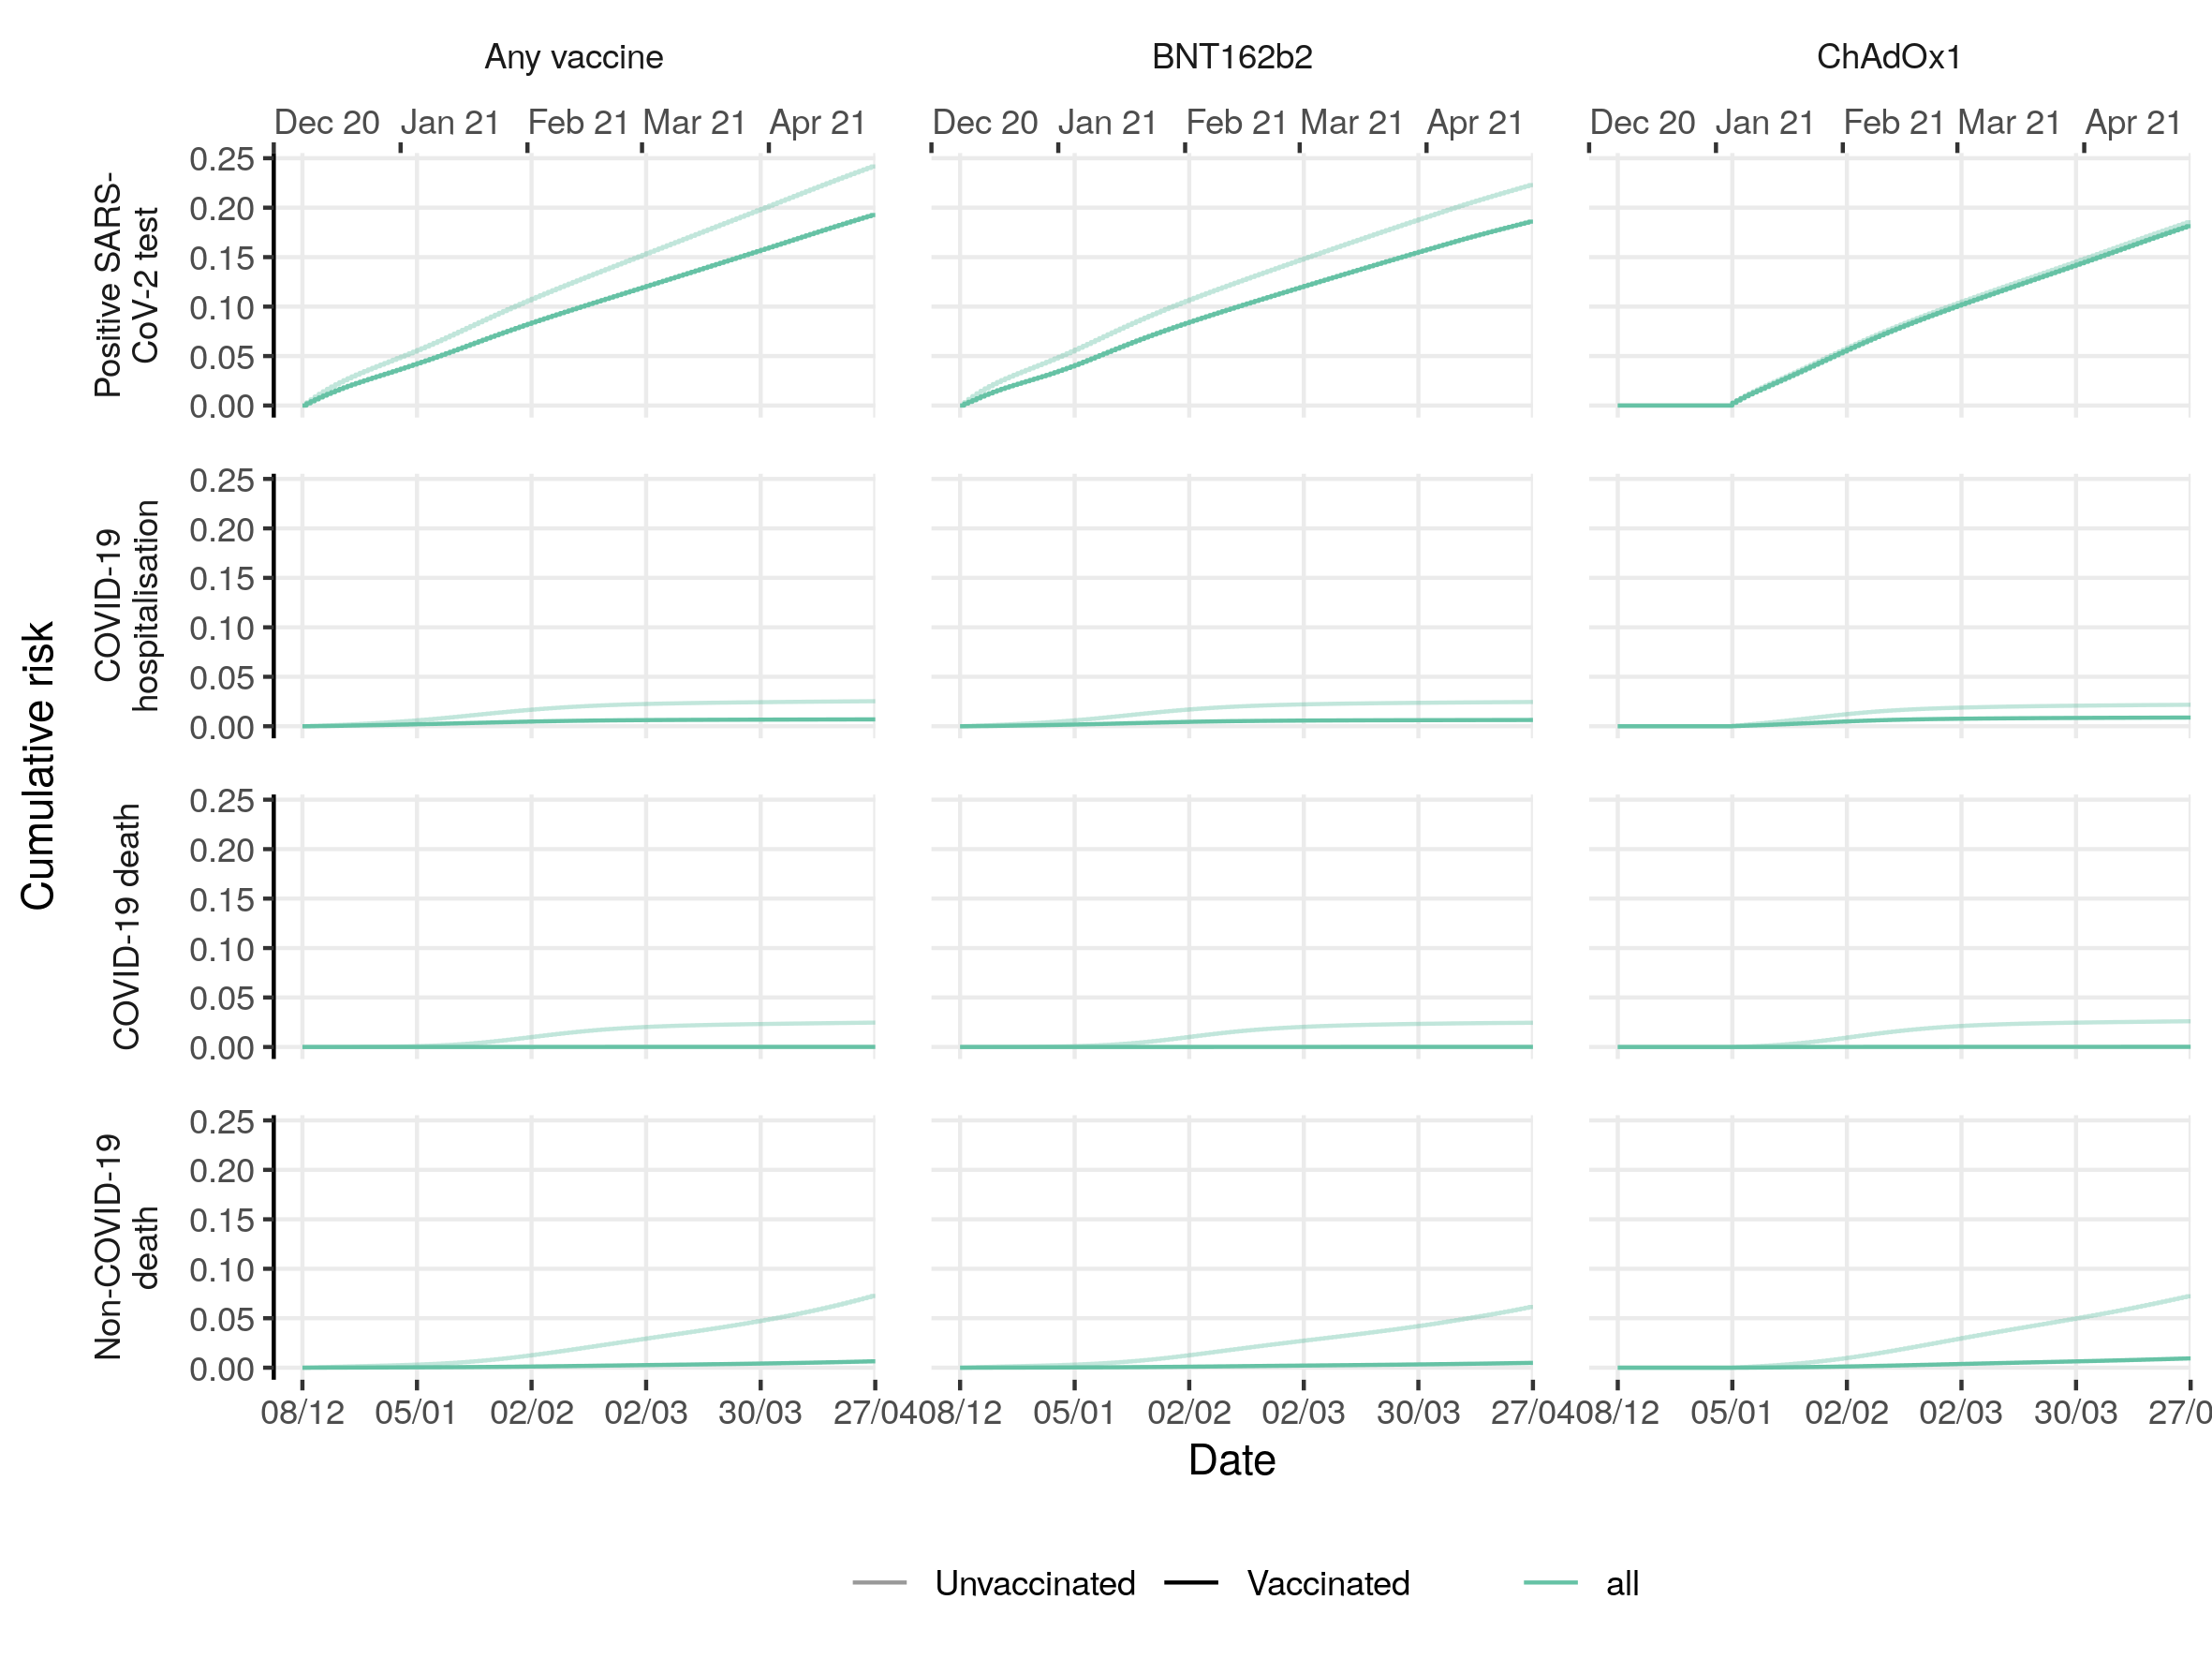 Any vaccine BNT162b2 ChAdOx1
Dec 20 Jan 21 Feb 21 Mar 21 Apr 21 Dec 20 Jan 21 Feb 21 Mar 21 Apr 21 Dec 20 Jan 21 Feb 21 Mar 21 Apr 21
Cumulative risk
Positive SARS-
CoV-2 test
0.25
0.20
0.15
0.10
0.05
0.00
COVID-19
hospitalisation
0.25
0.20
0.15
0.10
0.05
0.00
COVID-19 death
0.25
0.20
0.15
0.10
0.05
0.00
Non-COVID-19
death
0.25
0.20
0.15
0.10
0.05
0.00
08/12 05/01 02/02 02/03 30/03 27/04 08/12 05/01 02/02 02/03 30/03 27/04 08/12 05/01 02/02 02/03 30/03 27/0
Date
Unvaccinated Vaccinated all